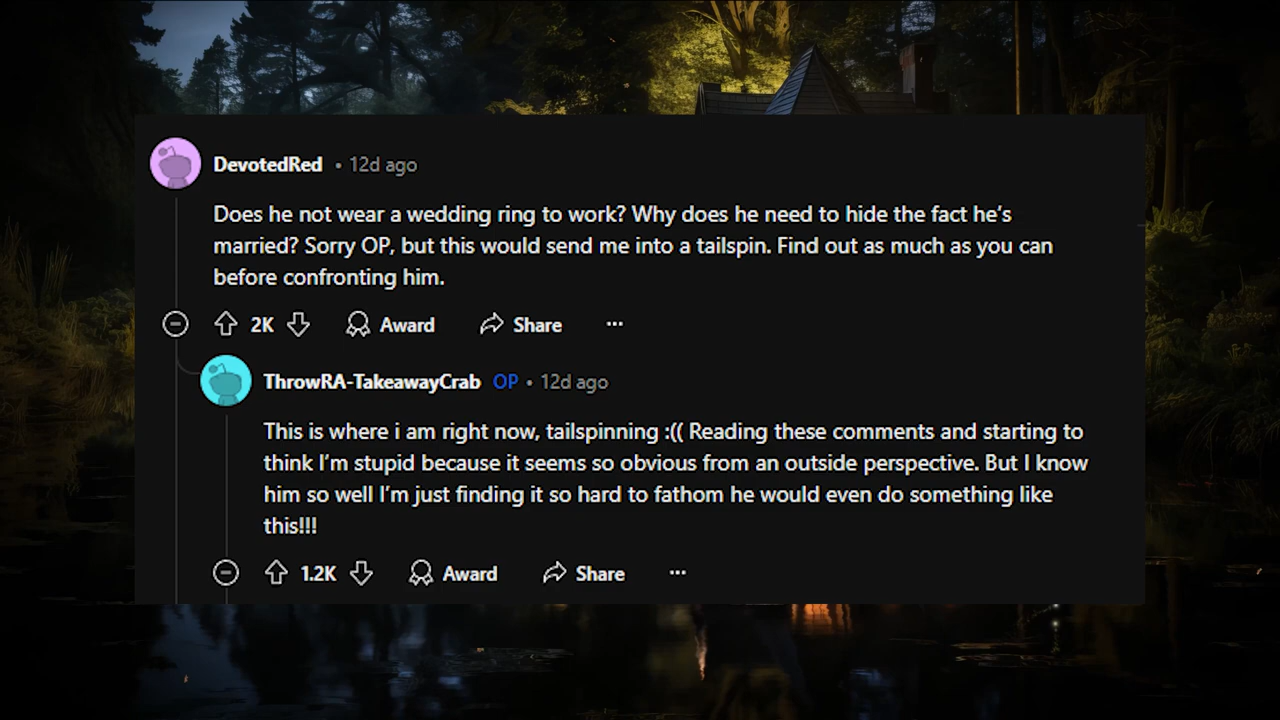 DevotedRed • 12d ago
Does he not wear a wedding ring to work? Why does he need to hide the fact he’s
married? Sorry OP, but this would send me into a tailspin. Find out as much as you can
before confronting him.
2K Award Share ···
ThrowRA-TakeawayCrab OP • 12d ago
This is where i am right now, tailspinning :(( Reading these comments and starting to
think I’m stupid because it seems so obvious from an outside perspective. But I know
him so well I’m just finding it so hard to fathom he would even do something like
this!!!
1.2K Award Share ···